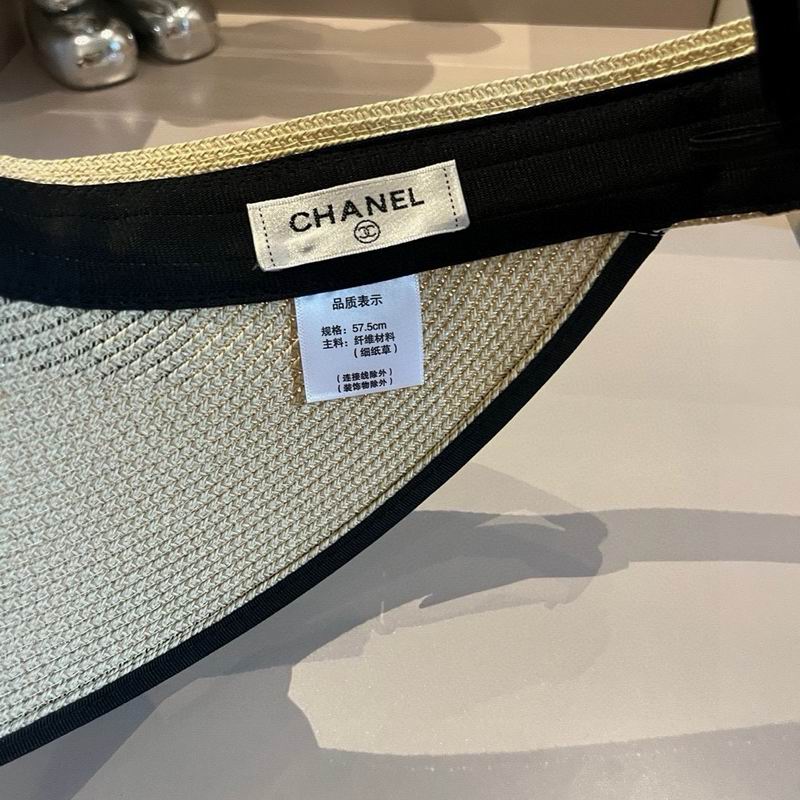 CHANEL
品质表示
规格：57.5cm
主料：纤维材料
（细纸草）
（连接线除外）
（装饰物除外）